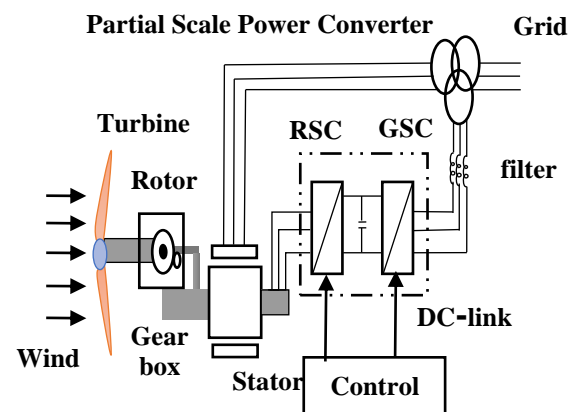 Partial Scale Power Converter
Grid
Turbine
RSC
GSC
filter
Rotor
DC-link
Gear
box
Wind
Stator
Control